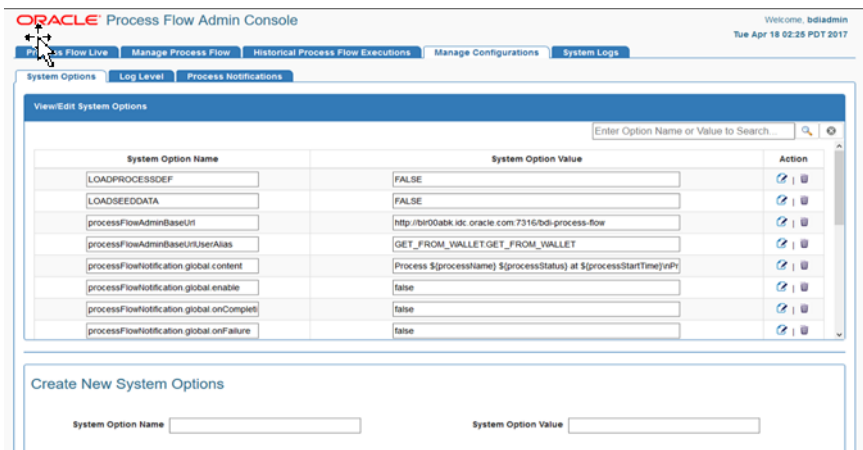 ORACLE Process Flow Admin Console
Welcome, bdiadmin
Tue Apr 18 02:25 PDT 2017
Process Flow Live Manage Process Flow Historical Process Flow Executions Manage Configurations System Logs
System Options Log Level Process Notifications
View/Edit System Options
Enter Option Name or Value to Search...
System Option Name System Option Value Action
LOADPROCESSDEF FALSE |
LOADSEEDDATA FALSE |
processFlowAdminBaseUrl http://blr00abk.idc.oracle.com:7316/bdi-process-flow |
processFlowAdminBaseUrlUserAlias GET_FROM_WALLET:GET_FROM_WALLET |
processFlowNotification.global.content Process ${processName} ${processStatus} at ${processStartTime}\nPr |
processFlowNotification.global.enable false |
processFlowNotification.global.onCompleti false |
processFlowNotification.global.onFailure false |
Create New System Options
System Option Name System Option Value